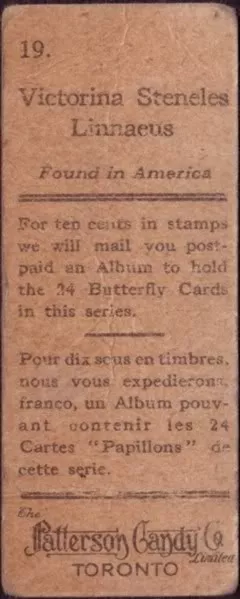 19.
Victorina Steneles
Linnaeus
Found in America
For ten cents in stamps
we will mail you post-
paid an Album to hold
the 24 Butterfly Cards
in this series.
Pour dix sous en timbres,
nous vous expedierons,
franco, un Album pouv-
ant contenir les 24
Cartes "Papillons" de
cette serie.
The
Patterson Candy Co.
Limited
TORONTO